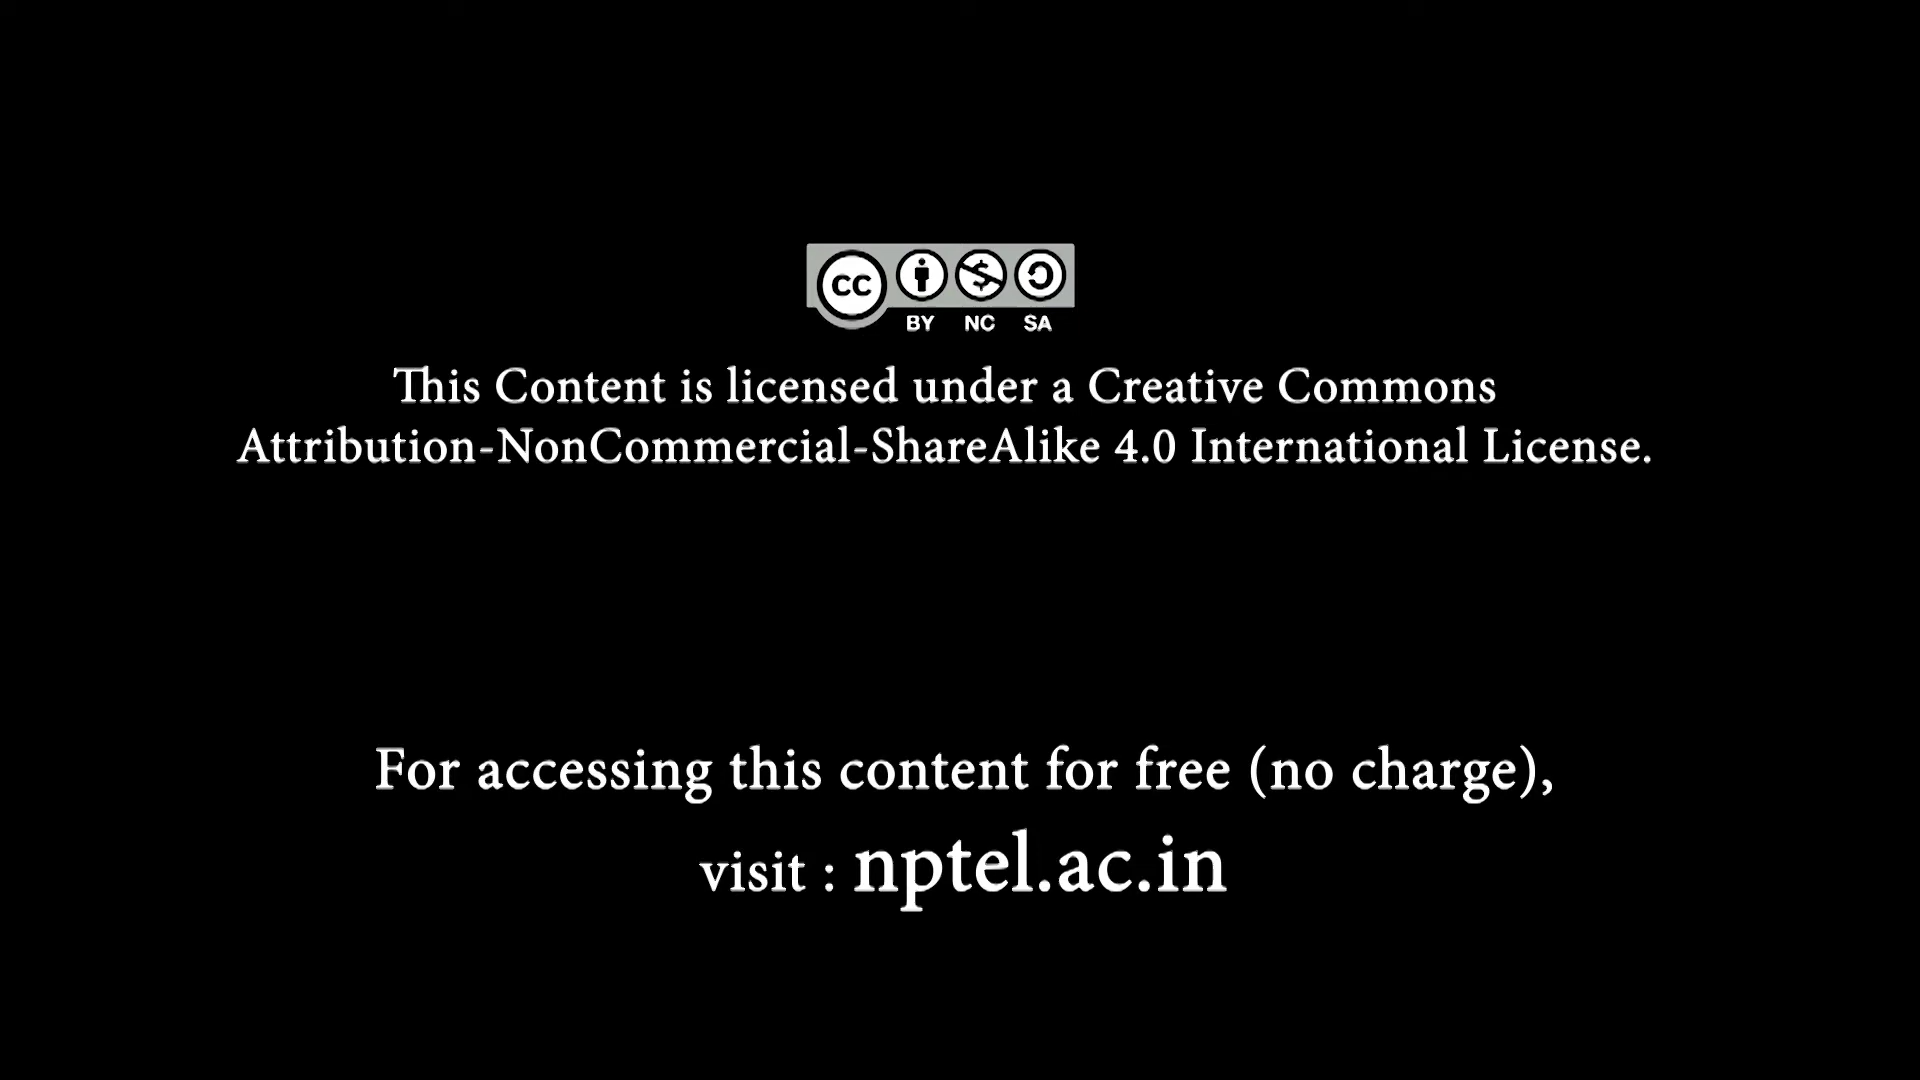 CC BY NC SA
This Content is licensed under a Creative Commons
Attribution-NonCommercial-ShareAlike 4.0 International License.
For accessing this content for free (no charge),
visit : nptel.ac.in